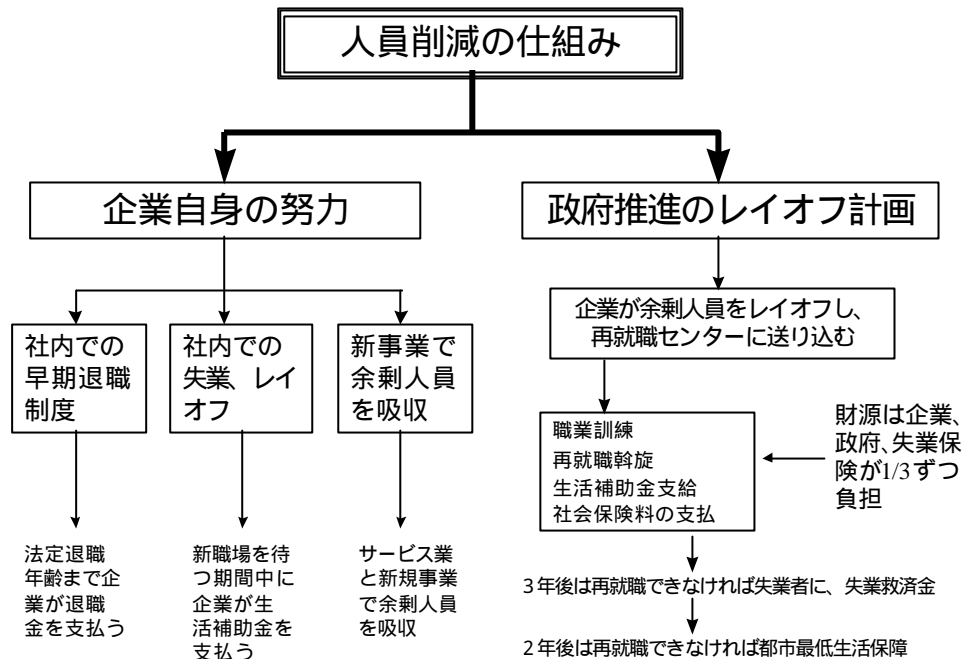 人員削減の仕組み
企業自身の努力
政府推進のレイオフ計画
社内での
早期退職
制度
社内での
失業、レイ
オフ
新事業で
余剰人員
を吸収
法定退職
年齢まで企
業が退職
金を支払う
新職場を待
つ期間中に
企業が生
活補助金を
支払う
サービス業
と新規事業
で余剰人員
を吸収
企業が余剰人員をレイオフし、
再就職センターに送り込む
職業訓練
再就職斡旋
生活補助金支給
社会保険料の支払
財源は企業、
政府、失業保
険が1/3ずつ
負担
3年後は再就職できなければ失業者に、失業救済金
2年後は再就職できなければ都市最低生活保障